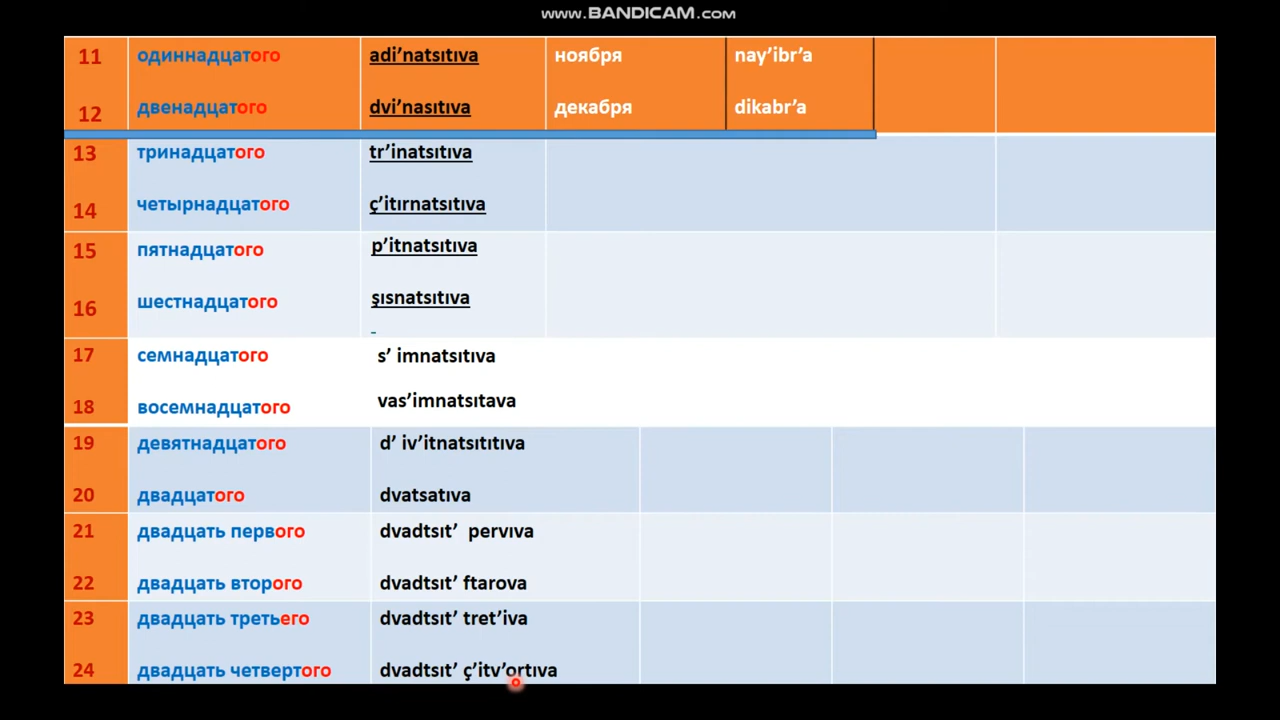 www.BANDICAM.com
11 одиннадцатого adi’natsıtıva ноября nay’ibr’a
12 двенадцатого dvi’nasıtıva декабря dikabr’a
13 тринадцатого tr’inatsıtıva
14 четырнадцатого ç’itırnatsıtıva
15 пятнадцатого p’itnatsıtıva
16 шестнадцатого şısnatsıtıva
-
17 семнадцатого s’ imnatsıtıva
18 восемнадцатого vas’imnatsıtava
19 девятнадцатого d’ iv’itnatsıtıtıva
20 двадцатого dvatsatıva
21 двадцать первого dvadtsıt’ pervıva
22 двадцать второго dvadtsıt’ ftarova
23 двадцать третьего dvadtsıt’ tret’iva
24 двадцать четвертого dvadtsıt’ ç’itv’ortıva